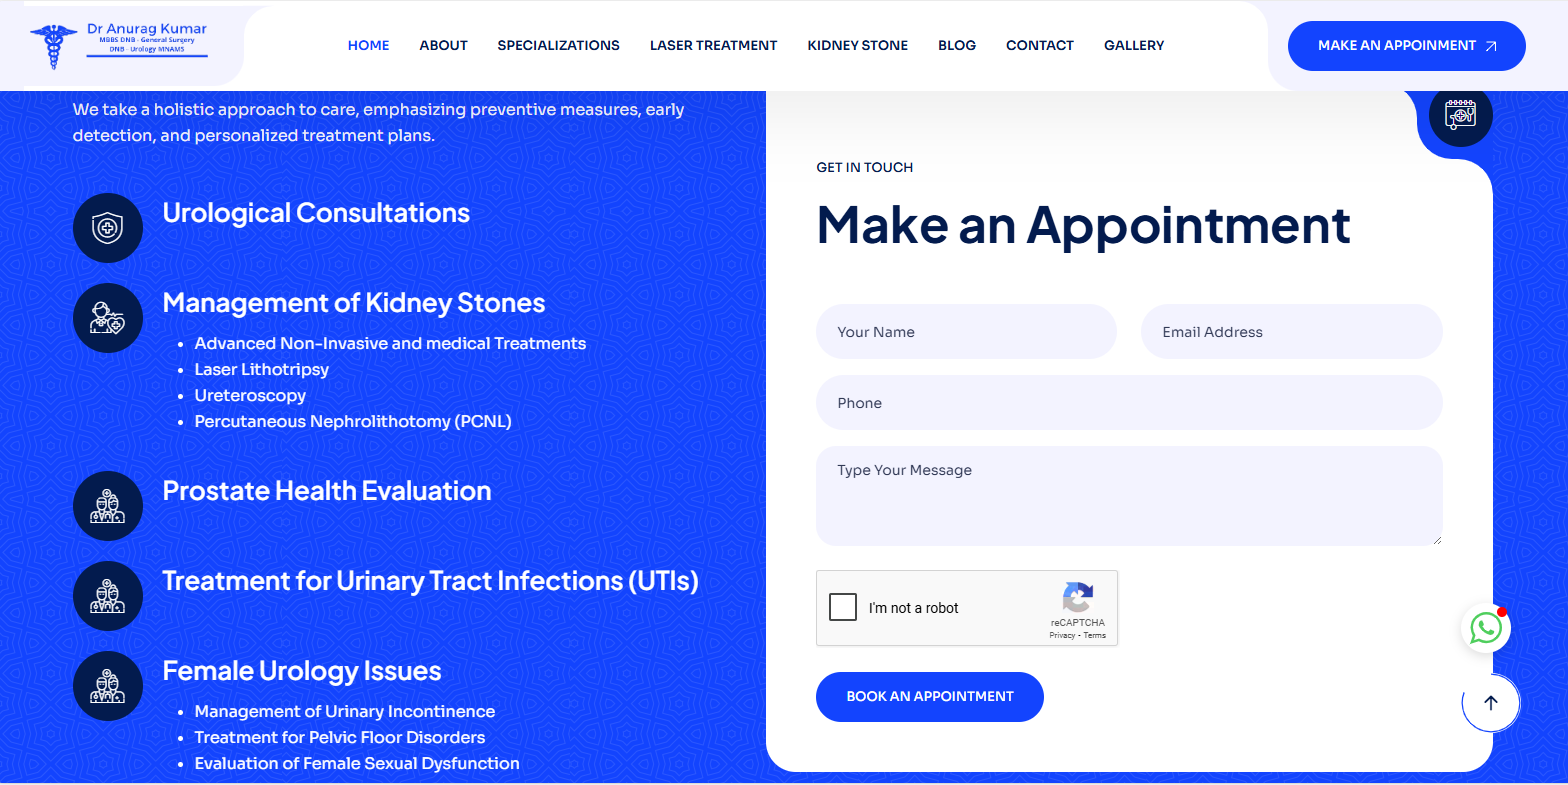 Dr Anurag Kumar
MBBS DNB - General Surgery
DNB - Urology MNAMS
HOME
ABOUT
SPECIALIZATIONS
LASER TREATMENT
KIDNEY STONE
BLOG
CONTACT
GALLERY
MAKE AN APPOINMENT
We take a holistic approach to care, emphasizing preventive measures, early
detection, and personalized treatment plans.
Urological Consultations
Management of Kidney Stones
• Advanced Non-Invasive and medical Treatments
• Laser Lithotripsy
• Ureteroscopy
• Percutaneous Nephrolithotomy (PCNL)
Prostate Health Evaluation
Treatment for Urinary Tract Infections (UTIs)
Female Urology Issues
• Management of Urinary Incontinence
• Treatment for Pelvic Floor Disorders
• Evaluation of Female Sexual Dysfunction
GET IN TOUCH
Make an Appointment
Your Name
Email Address
Phone
Type Your Message
I'm not a robot
reCAPTCHA
Privacy - Terms
BOOK AN APPOINTMENT